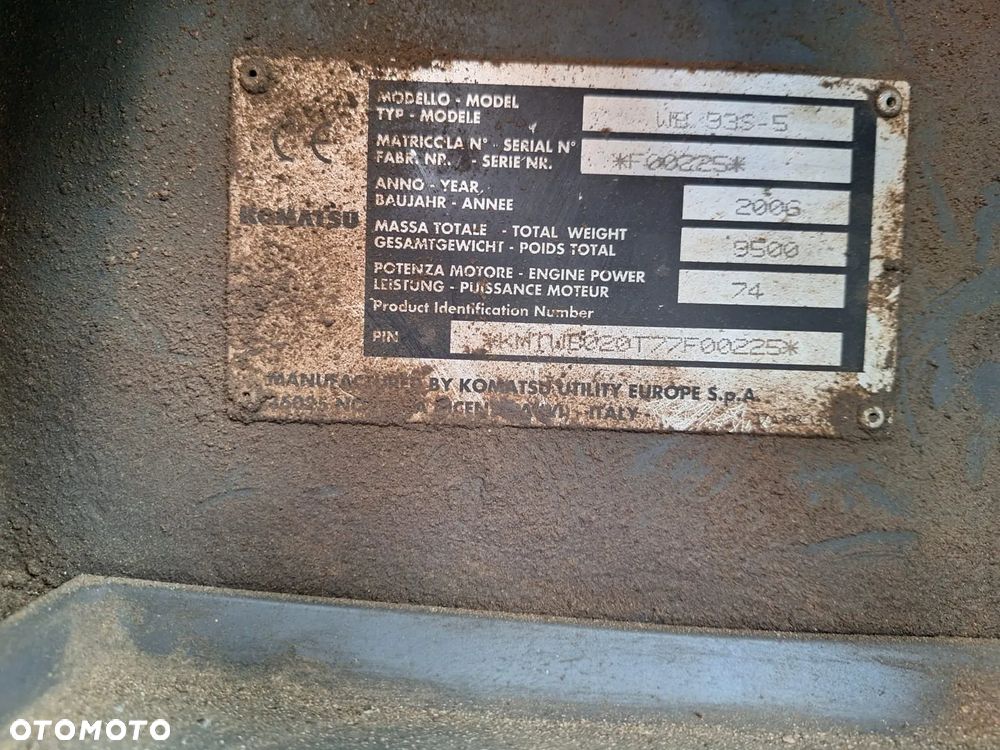 CE
KOMATSU
MODELLO - MODEL
TYP - MODELE
WB 93S-5
MATRICOLA N° - SERIAL N°
FABR. NR. - SERIE NR.
*F00225*
ANNO - YEAR
BAUJAHR - ANNEE
2006
MASSA TOTALE - TOTAL WEIGHT
GESAMTGEWICHT - POIDS TOTAL
9500
POTENZA MOTORE - ENGINE POWER
LEISTUNG - PUISSANCE MOTEUR
74
Product Identification Number
PIN
*KMTWB020T77F00225*
MANUFACTURED BY KOMATSU UTILITY EUROPE S.p.A.
ITALY
OTOMOTO